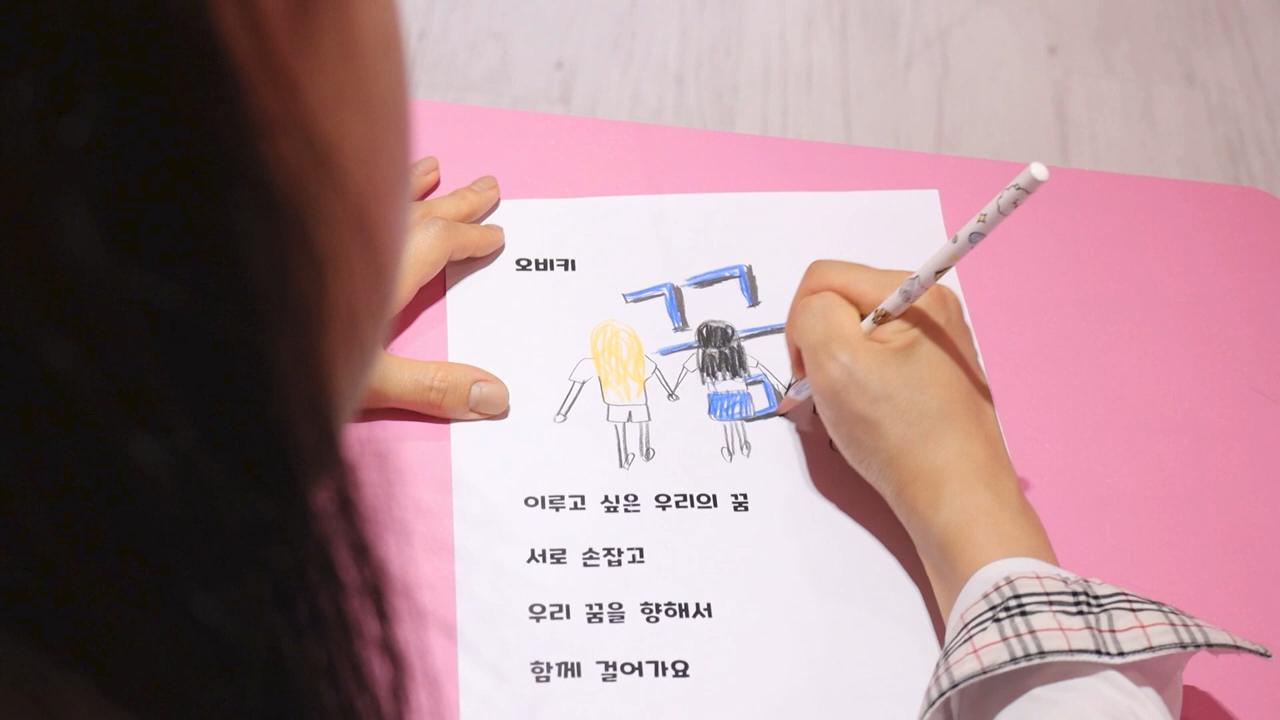 오비키
꿈
이루고 싶은 우리의 꿈
서로 손잡고
우리 꿈을 향해서
함께 걸어가요